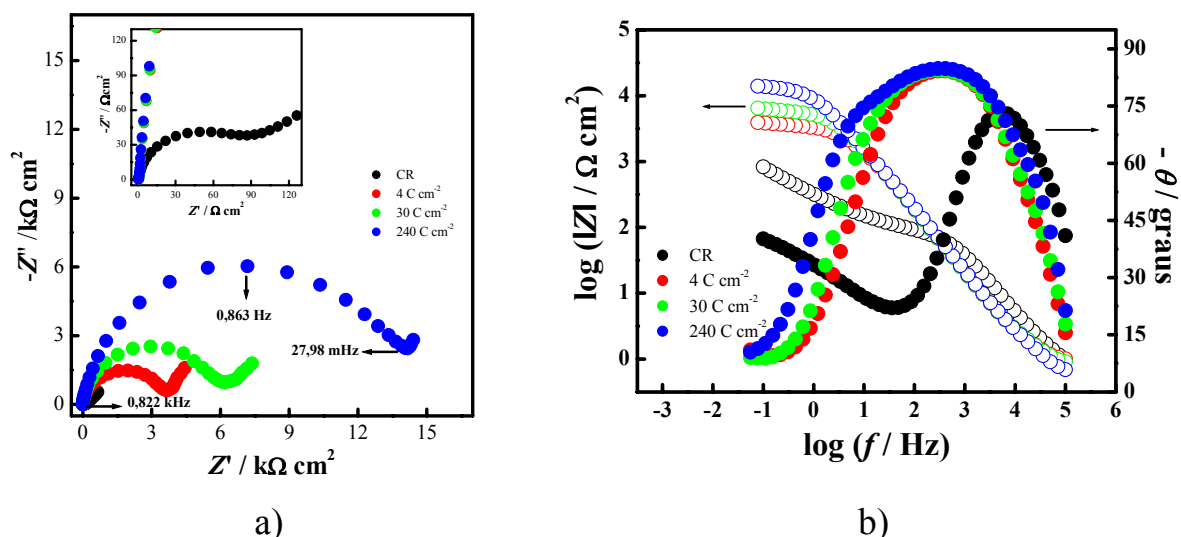 -Z'' /kΩ cm²
15
12
9
6
3
0
0 3 6 9 12 15
Z' / kΩ cm²
-Z'' / Ω cm²
120
90
60
30
0
0 30 60 90 120
Z' / Ω cm²
CR
4 C cm⁻²
30 C cm⁻²
240 C cm⁻²
0,863 Hz
27,98 mHz
0,822 kHz
a)
log (|Z| / Ω cm²)
5
4
3
2
1
0
-3 -2 -1 0 1 2 3 4 5
log (f / Hz)
90
75
60
45
30
15
0
- θ / graus
CR
4 C cm⁻²
30 C cm⁻²
240 C cm⁻²
b)